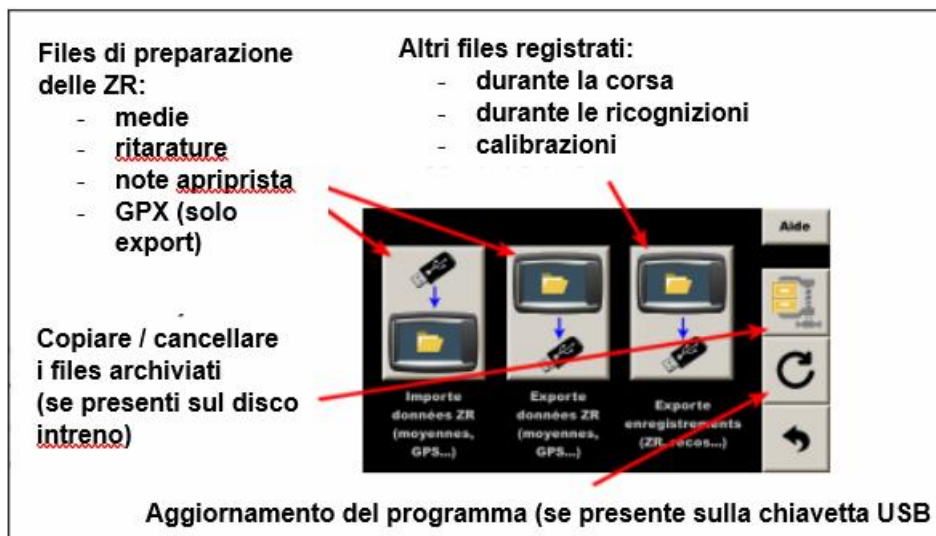 Files di preparazione
delle ZR:
- medie
- ritarature
- note apriprista
- GPX (solo
export)
Altri files registrati:
- durante la corsa
- durante le ricognizioni
- calibrazioni
Aide
Copiare / cancellare
i files archiviati
(se presenti sul disco
intreno)
Importe
données ZR
(moyennes,
GPS...)
Exporte
données ZR
(moyennes,
GPS...)
Exporte
enregistrements
(ZR, recos...)
Aggiornamento del programma (se presente sulla chiavetta USB